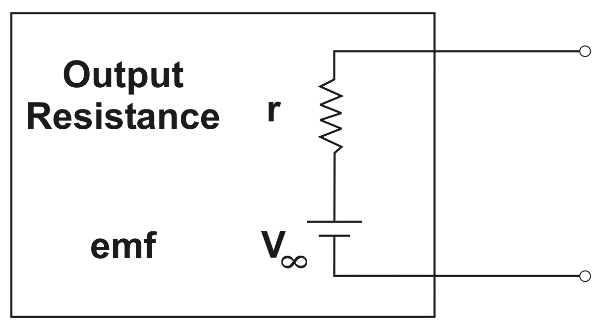 Output
Resistance r
emf V∞